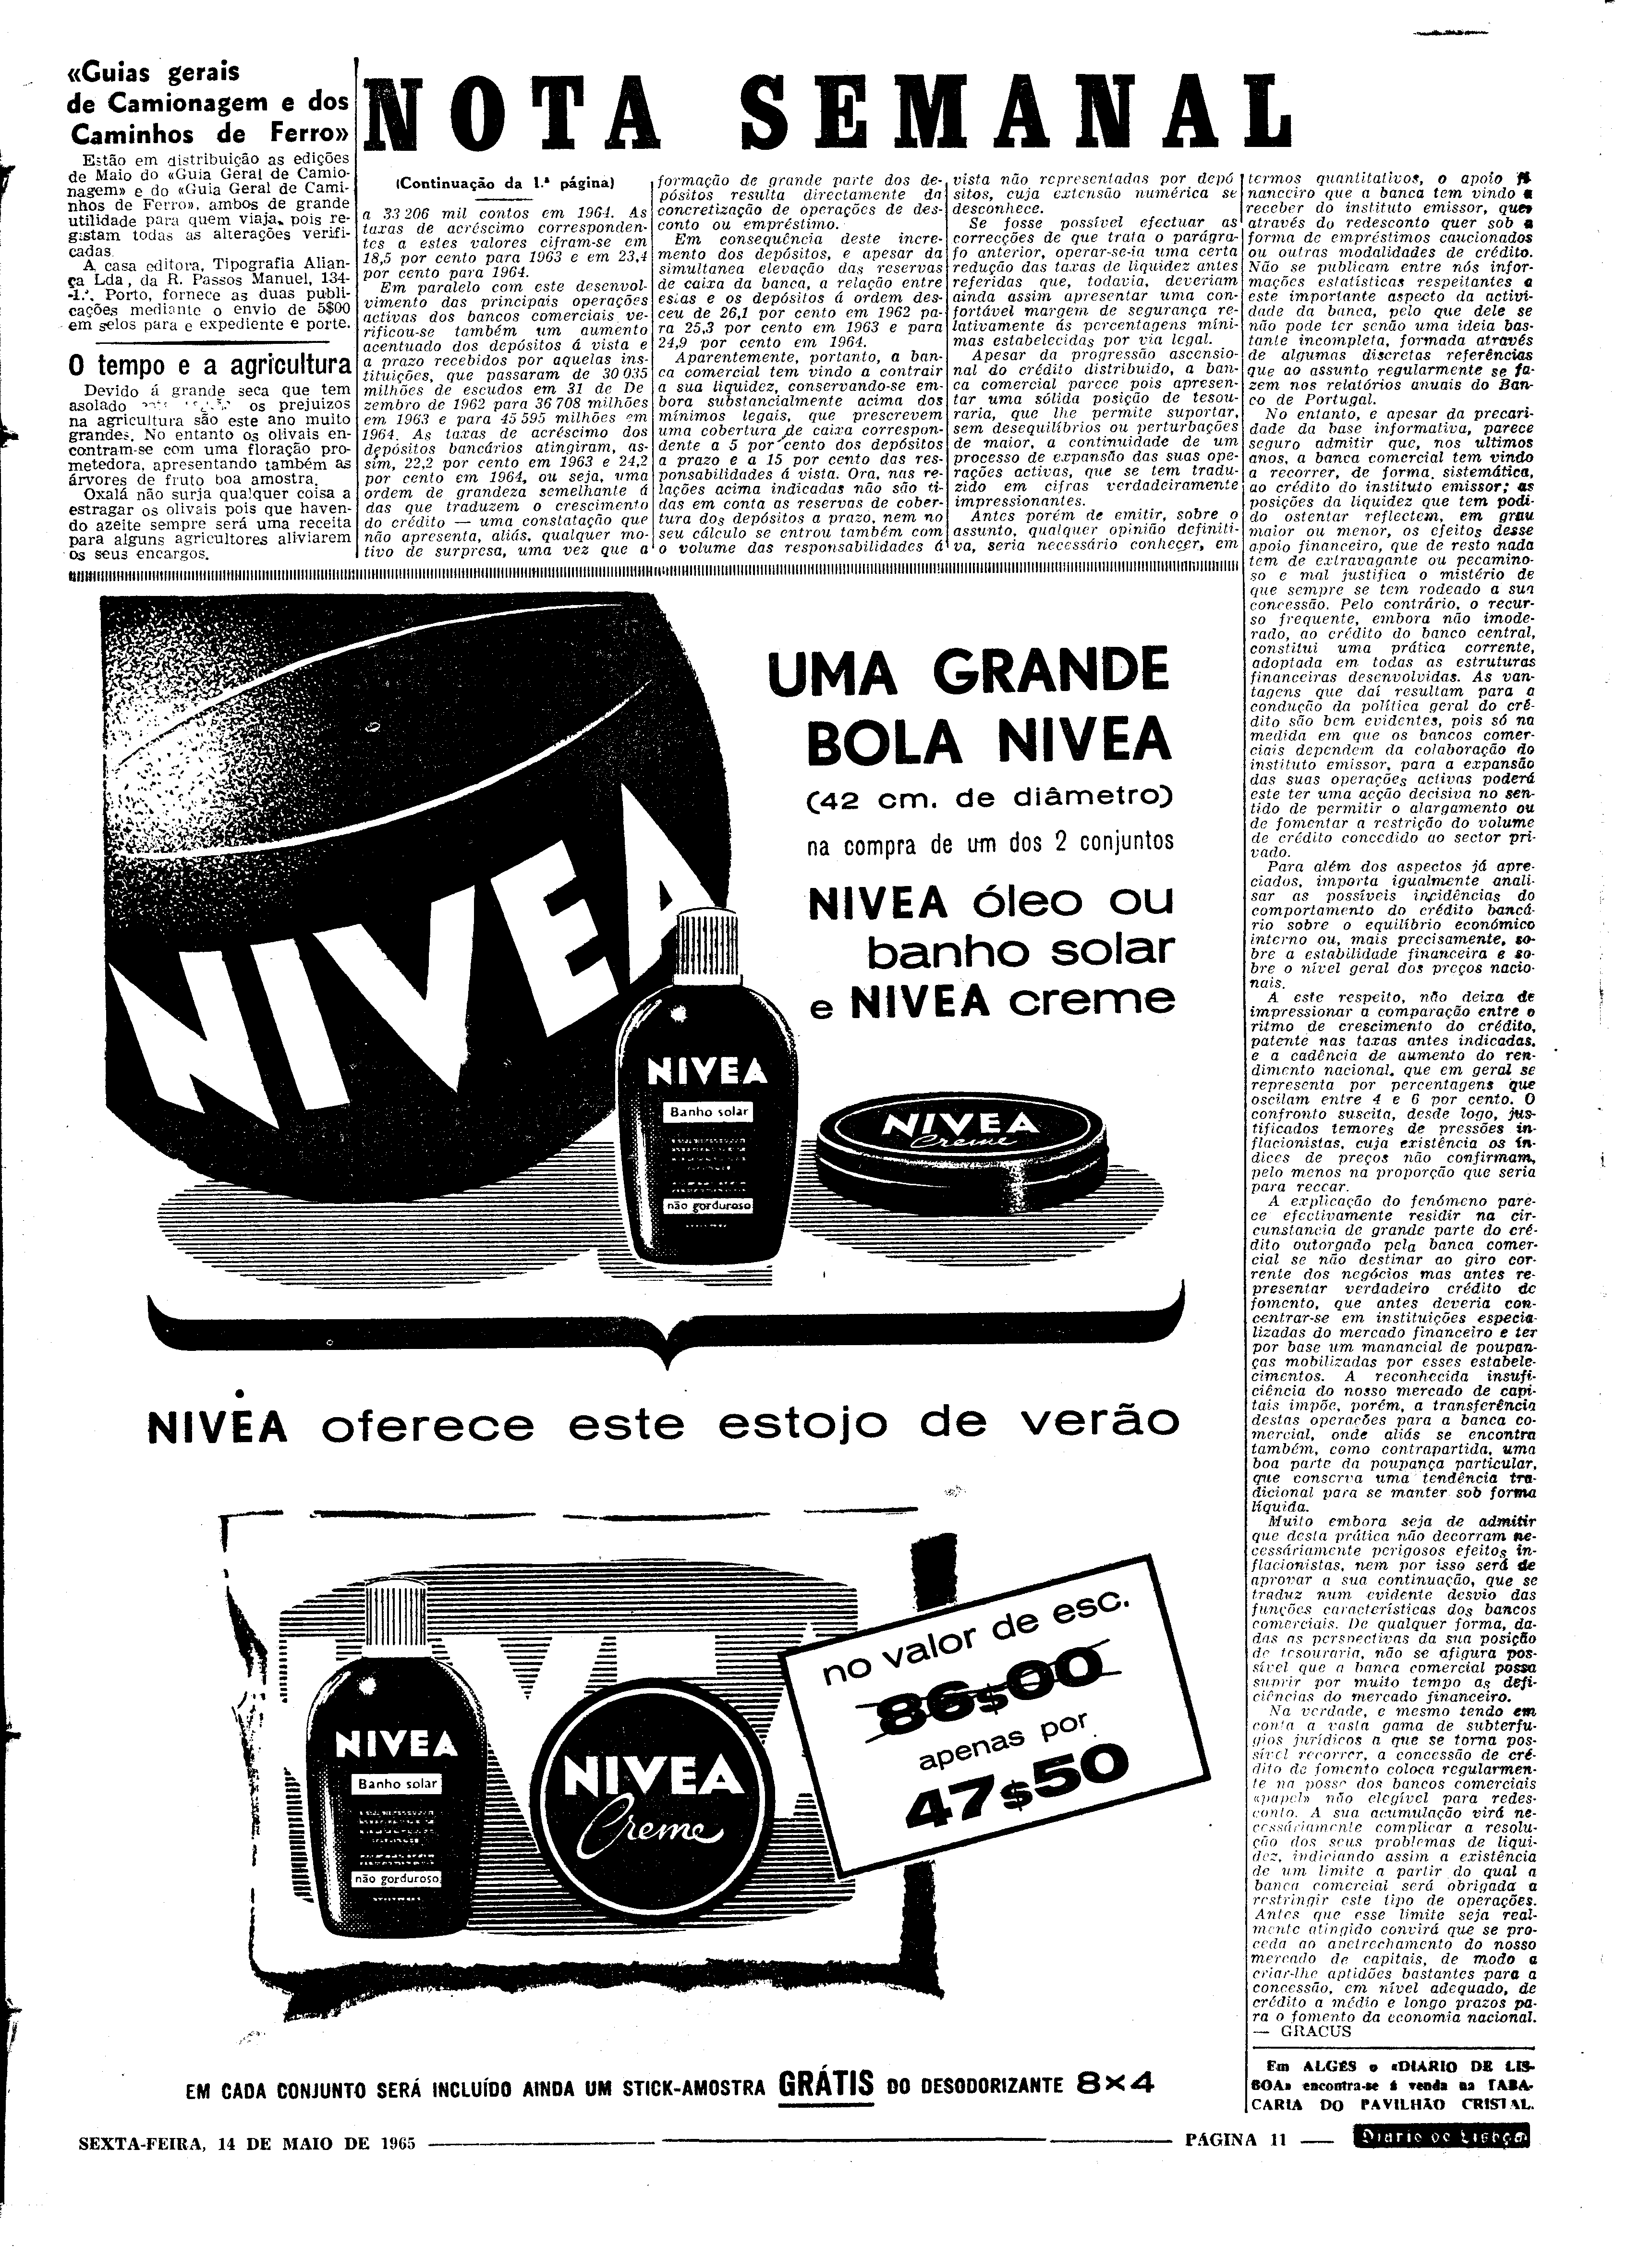 «Guias gerais
de Camionagem e dos
Caminhos de Ferro»
Estão em distribuição as edições
de Maio do «Guia Geral de Camio-
nagem» e do «Guia Geral de Cami-
nhos de Ferro», ambos de grande
utilidade para quem viaja, pois re-
gistam todas as alterações verifi-
cadas.
A casa editora, Tipografia Alian-
ça Lda, da R. Passos Manuel, 134-
-1.º, Porto, fornece as duas publi-
cações mediante o envio de 5$00
em selos para e expediente e porte.
O tempo e a agricultura
Devido á grande seca que tem
asolado os prejuizos
na agricultura são este ano muito
grandes. No entanto os olivais en-
contram-se com uma floração pro-
metedora, apresentando também as
árvores de fruto boa amostra.
Oxalá não surja qualquer coisa a
estragar os olivais pois que haven-
do azeite sempre será uma receita
para alguns agricultores aliviarem
os seus encargos.
NOTA SEMANAL
(Continuação da 1.ª página)
a 33 206 mil contos em 1964. As
taxas de acréscimo corresponden-
tes a estes valores cifram-se em
18,5 por cento para 1963 e em 23,4
por cento para 1964.
Em paralelo com este desenvol-
vimento das principais operações
activas dos bancos comerciais ve-
rificou-se também um aumento
acentuado dos depósitos á vista e
a prazo recebidos por aquelas ins-
tituições, que passaram de 30 035
milhões de escudos em 31 de De
zembro de 1962 para 36 708 milhões
em 1963 e para 45 595 milhões em
1964. As taxas de acréscimo dos
depósitos bancários atingiram, as-
sim, 22,2 por cento em 1963 e 24,2
por cento em 1964, ou seja, uma
ordem de grandeza semelhante á
das que traduzem o crescimento
do crédito — uma constatação que
não apresenta, aliás, qualquer mo-
tivo de surpresa, uma vez que a
formação de grande parte dos de-
pósitos resulta directamente da
concretização de operações de des-
conto ou empréstimo.
Em consequência deste incre-
mento dos depósitos, e apesar da
simultanea elevação das reservas
de caixa da banca, a relação entre
estas e os depósitos á ordem des-
ceu de 26,1 por cento em 1962 pa-
ra 25,3 por cento em 1963 e para
24,9 por cento em 1964.
Aparentemente, portanto, a ban-
ca comercial tem vindo a contrair
a sua liquidez, conservando-se em-
bora substancialmente acima dos
mínimos legais, que prescrevem
uma cobertura de caixa correspon-
dente a 5 por cento dos depósitos
a prazo e a 15 por cento das res-
ponsabilidades á vista. Ora, nas re-
lações acima indicadas não são ti-
das em conta as reservas de cober-
tura dos depósitos a prazo, nem no
seu cálculo se entrou também com
o volume das responsabilidades á
vista não representadas por depó
sitos, cuja extensão numérica se
desconhece.
Se fosse possível efectuar as
correcções de que trata o parágra-
fo anterior, operar-se-ia uma certa
redução das taxas de liquidez antes
referidas que, todavia, deveriam
ainda assim apresentar uma con-
fortável margem de segurança re-
lativamente ás percentagens míni-
mas estabelecidas por via legal.
Apesar da progressão ascensio-
nal do crédito distribuido, a ban-
ca comercial parece pois apresen-
tar uma sólida posição de tesou-
raria, que lhe permite suportar,
sem desequilíbrios ou perturbações
de maior, a continuidade de um
processo de expansão das suas ope-
rações activas, que se tem tradu-
zido em cifras verdadeiramente
impressionantes.
Antes porém de emitir, sobre o
assunto, qualquer opinião definiti-
va, seria necessário conhecer, em
termos quantitativos, o apoio fi
nanceiro que a banca tem vindo a
receber do instituto emissor, quer
através do redesconto quer sob a
forma de empréstimos caucionados
ou outras modalidades de crédito.
Não se publicam entre nós infor-
mações estatísticas respeitantes a
este importante aspecto da activi-
dade da banca, pelo que dele se
não pode ter senão uma ideia bas-
tante incompleta, formada através
de algumas discretas referências
que ao assunto regularmente se fa-
zem nos relatórios anuais do Ban-
co de Portugal.
No entanto, e apesar da precari-
dade da base informativa, parece
seguro admitir que, nos ultimos
anos, a banca comercial tem vindo
a recorrer, de forma sistemática,
ao crédito do instituto emissor; as
posições da liquidez que tem podi-
do ostentar reflectem, em grau
maior ou menor, os efeitos desse
apoio financeiro, que de resto nada
tem de extravagante ou pecamino-
so e mal justifica o mistério de
que sempre se tem rodeado a sua
concessão. Pelo contrário, o recur-
so frequente, embora não imode-
rado, ao crédito do banco central,
constitui uma prática corrente,
adoptada em todas as estruturas
financeiras desenvolvidas. As van-
tagens que daí resultam para a
condução da política geral do cré-
dito são bem evidentes, pois só na
medida em que os bancos comer-
ciais dependem da colaboração do
instituto emissor, para a expansão
das suas operações activas poderá
este ter uma acção decisiva no sen-
tido de permitir o alargamento ou
de fomentar a restrição do volume
de crédito concedido ao sector pri-
vado.
Para além dos aspectos já apre-
ciados, importa igualmente anali-
sar as possíveis incidências do
comportamento do crédito bancá-
rio sobre o equilíbrio económico
interno ou, mais precisamente, so-
bre a estabilidade financeira e so-
bre o nível geral dos preços nacio-
nais.
A este respeito, não deixa de
impressionar a comparação entre o
ritmo de crescimento do crédito,
patente nas taxas antes indicadas,
e a cadência de aumento do ren-
dimento nacional, que em geral se
representa por percentagens que
oscilam entre 4 e 6 por cento. O
confronto suscita, desde logo, jus-
tificados temores de pressões in-
flacionistas, cuja existência os ín-
dices de preços não confirmam,
pelo menos na proporção que seria
para recear.
A explicação do fenómeno pare-
ce efectivamente residir na cir-
cunstancia de grande parte do cré-
dito outorgado pela banca comer-
cial se não destinar ao giro cor-
rente dos negócios mas antes re-
presentar verdadeiro crédito de
fomento, que antes deveria con-
centrar-se em instituições especia-
lizadas do mercado financeiro e ter
por base um manancial de poupan-
ças mobilizadas por esses estabele-
cimentos. A reconhecida insufi-
ciência do nosso mercado de capi-
tais impõe, porém, a transferência
destas operações para a banca co-
mercial, onde aliás se encontra
também, como contrapartida, uma
boa parte da poupança particular,
que conserva uma tendência tra-
dicional para se manter sob forma
líquida.
Muito embora seja de admitir
que desta prática não decorram ne-
cessáriamente perigosos efeitos in-
flacionistas, nem por isso será de
aprovar a sua continuação, que se
traduz num evidente desvio das
funções características dos bancos
comerciais. De qualquer forma, da-
das as perspectivas da sua posição
de tesouraria, não se afigura pos-
sível que a banca comercial possa
suprir por muito tempo as defi-
ciências do mercado financeiro.
Na verdade, e mesmo tendo em
conta a vasta gama de subterfu-
gios jurídicos a que se torna pos-
sível recorrer, a concessão de cré-
dito de fomento coloca regularmen-
te na posse dos bancos comerciais
«papel» não elegível para redes-
conto. A sua acumulação virá ne-
cessáriamente complicar a resolu-
ção dos seus problemas de liqui-
dez, indiciando assim a existência
de um limite a partir do qual a
banca comercial será obrigada a
restringir este tipo de operações.
Antes que esse limite seja real-
mente atingido convirá que se pro-
ceda ao apetrechamento do nosso
mercado de capitais, de modo a
criar-lhe aptidões bastantes para a
concessão, em nível adequado, de
crédito a médio e longo prazos pa-
ra o fomento da economia nacional.
— GRACUS
Em ALGÉS o «DIARIO DE LIS-
BOA» encontra-se á venda na TABA-
CARIA DO PAVILHÃO CRISTAL.
UMA GRANDE
BOLA NIVEA
(42 cm. de diâmetro)
na compra de um dos 2 conjuntos
NIVEA óleo ou
banho solar
e NIVEA creme
NIVEA
NIVEA
Banho solar
não gorduroso
NIVEA
Creme
NIVEA oferece este estojo de verão
NIVEA
Banho solar
não gorduroso
NIVEA
Creme
no valor de esc.
86$00
apenas por
47$50
EM CADA CONJUNTO SERÁ INCLUÍDO AINDA UM STICK-AMOSTRA GRÁTIS DO DESODORIZANTE 8x4
SEXTA-FEIRA, 14 DE MAIO DE 1965 — PÁGINA 11 — Diario de Lisboa